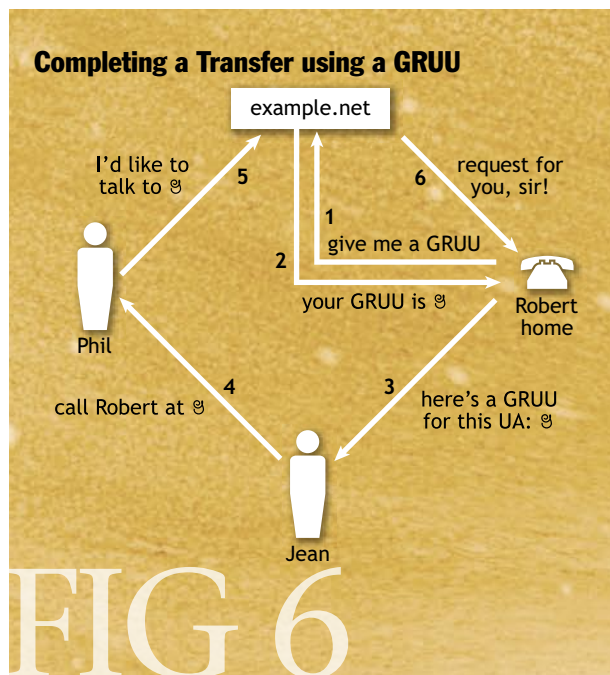 Completing a Transfer using a GRUU
example.net
I'd like to
talk to
5
6
request for
you, sir!
1
give me a GRUU
2
your GRUU is
Robert
home
Phil
4
call Robert at
3
here's a GRUU
for this UA:
Jean
FIG 6